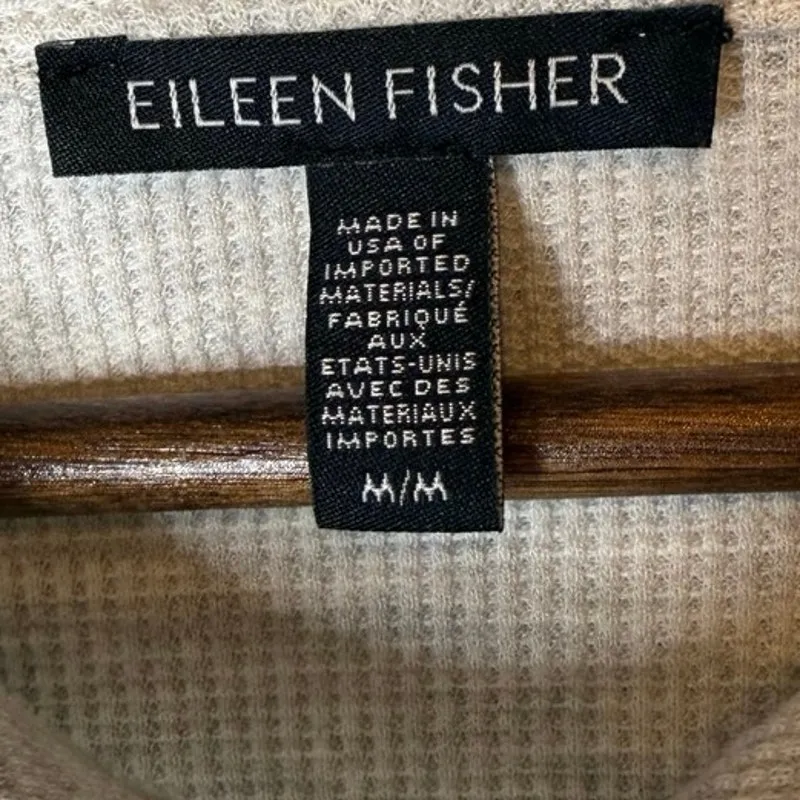 EILEEN FISHER
MADE IN
USA OF
IMPORTED
MATERIALS/
FABRIQUÉ
AUX
ETATS-UNIS
AVEC DES
MATERIAUX
IMPORTES
M/M